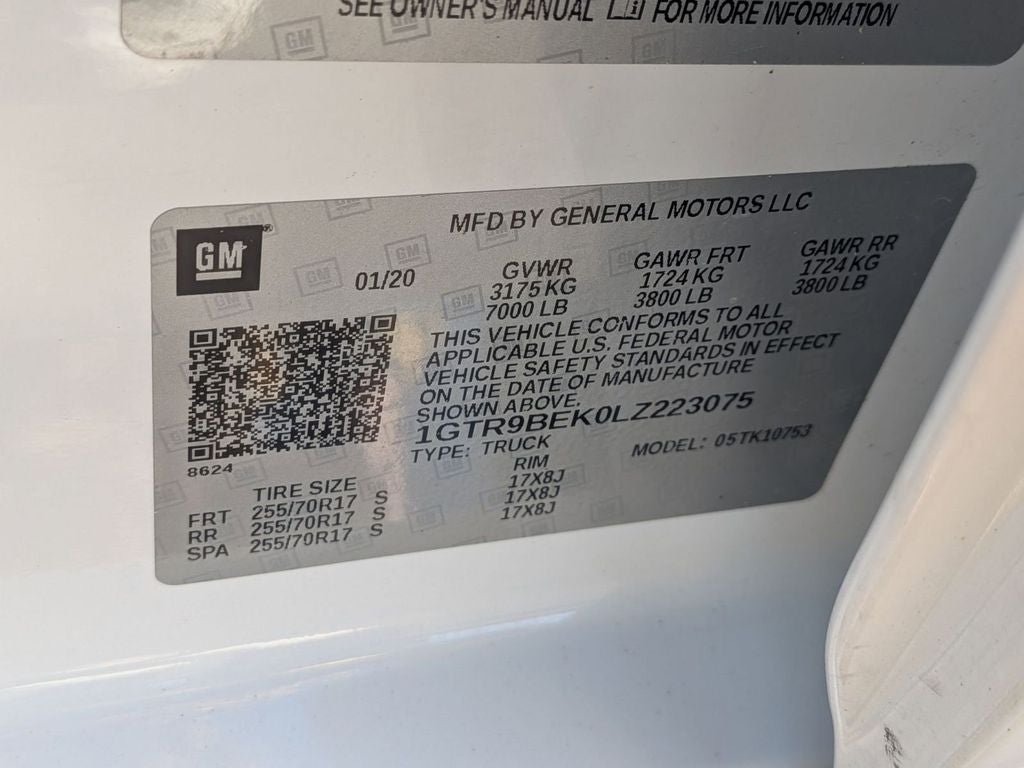 SEE OWNER'S MANUAL FOR MORE INFORMATION
GM
MFD BY GENERAL MOTORS LLC
01/20
GVWR GAWR FRT GAWR RR
3175 KG 1724 KG 1724 KG
7000 LB 3800 LB 3800 LB
THIS VEHICLE CONFORMS TO ALL
APPLICABLE U.S. FEDERAL MOTOR
VEHICLE SAFETY STANDARDS IN EFFECT
ON THE DATE OF MANUFACTURE
SHOWN ABOVE.
1GTR9BEK0LZ223075
TYPE: TRUCK MODEL: 05TK10753
8624
TIRE SIZE RIM
FRT 255/70R17 S 17X8J
RR 255/70R17 S 17X8J
SPA 255/70R17 S 17X8J